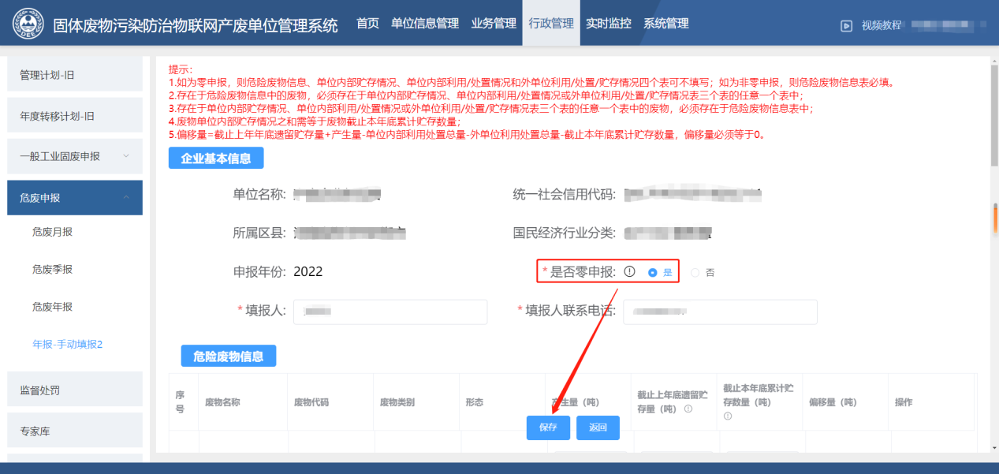 固体废物污染防治物联网产废单位管理系统 首页 单位信息管理 业务管理 行政管理 实时监控 系统管理 视频教程
管理计划-旧
年度转移计划-旧
一般工业固废申报
危废申报
危废月报
危废季报
危废年报
年报-手动填报2
监督处罚
专家库
提示：
1.如为零申报，则危险废物信息、单位内部贮存情况、单位内部利用/处置情况和外单位利用/处置/贮存情况四个表可不填写；如为非零申报，则危险废物信息表必填。
2.存在于危险废物信息中的废物，必须存在于单位内部贮存情况、单位内部利用/处置情况或外单位利用/处置/贮存情况表三个表的任意一个表中；
3.存在于单位内部贮存情况、单位内部利用/处置情况或外单位利用/处置/贮存情况表三个表的任意一个表中的废物，必须存在于危险废物信息表中；
4.废物单位内部贮存情况之和需等于废物截止本年底累计贮存数量；
5.偏移量=截止上年年底遗留贮存量+产生量-单位内部利用处置总量-外单位利用处置总量-截止本年底累计贮存数量，偏移量必须等于0。
企业基本信息
单位名称: 统一社会信用代码:
所属区县: 国民经济行业分类:
申报年份: 2022 *是否零申报: 是 否
*填报人: *填报人联系电话:
危险废物信息
序号 废物名称 废物代码 废物类别 形态 产生量（吨） 截止上年底遗留贮存量（吨） 截止本年底累计贮存数量（吨） 偏移量（吨） 操作
保存 返回